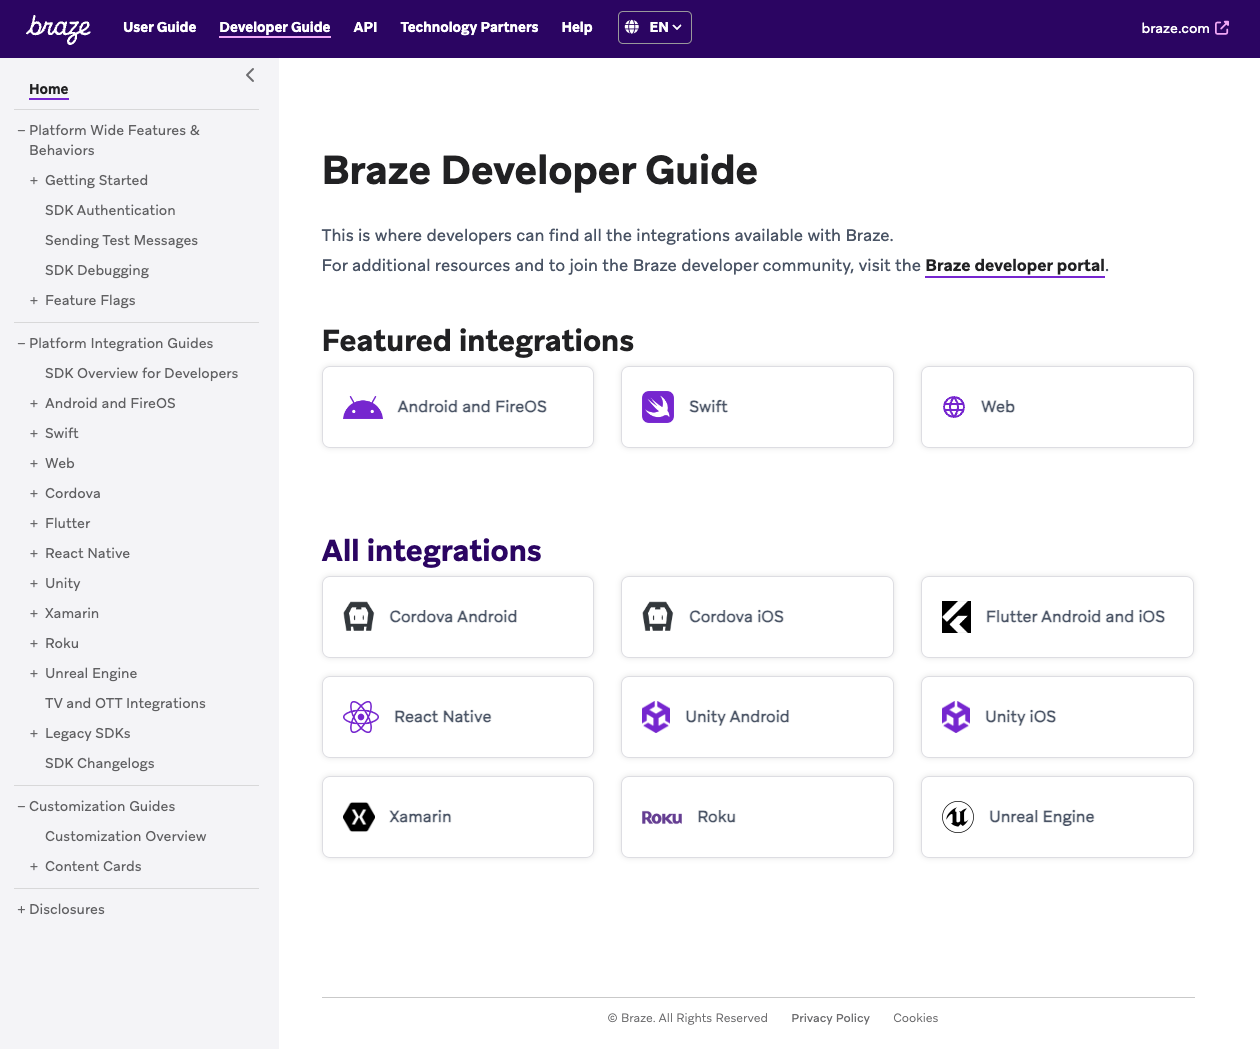 braze
User Guide
Developer Guide
API
Technology Partners
Help
EN
braze.com
Home
– Platform Wide Features &
Behaviors
+ Getting Started
SDK Authentication
Sending Test Messages
SDK Debugging
+ Feature Flags
– Platform Integration Guides
SDK Overview for Developers
+ Android and FireOS
+ Swift
+ Web
+ Cordova
+ Flutter
+ React Native
+ Unity
+ Xamarin
+ Roku
+ Unreal Engine
TV and OTT Integrations
+ Legacy SDKs
SDK Changelogs
– Customization Guides
Customization Overview
+ Content Cards
+ Disclosures
Braze Developer Guide
This is where developers can find all the integrations available with Braze.
For additional resources and to join the Braze developer community, visit the Braze developer portal.
Featured integrations
Android and FireOS
Swift
Web
All integrations
Cordova Android
Cordova iOS
Flutter Android and iOS
React Native
Unity Android
Unity iOS
Xamarin
Roku Roku
Unreal Engine
© Braze. All Rights Reserved
Privacy Policy
Cookies